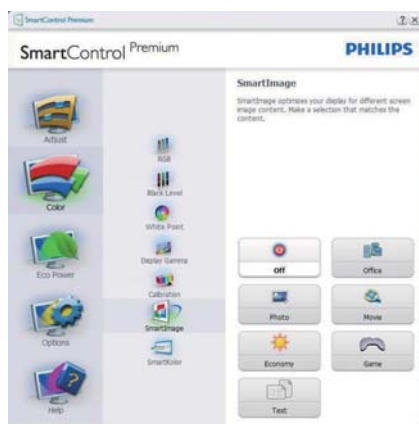 SmartControl Premium
SmartControl Premium
PHILIPS
Adjust
Color
Eco Power
Options
Help
RGB
Black Level
White Point
Display Gamma
Calibration
SmartImage
SmartKolor
SmartImage
SmartImage optimizes your display for different screen
image content. Make a selection that matches the
content.
Off
Office
Photo
Movie
Economy
Game
Text